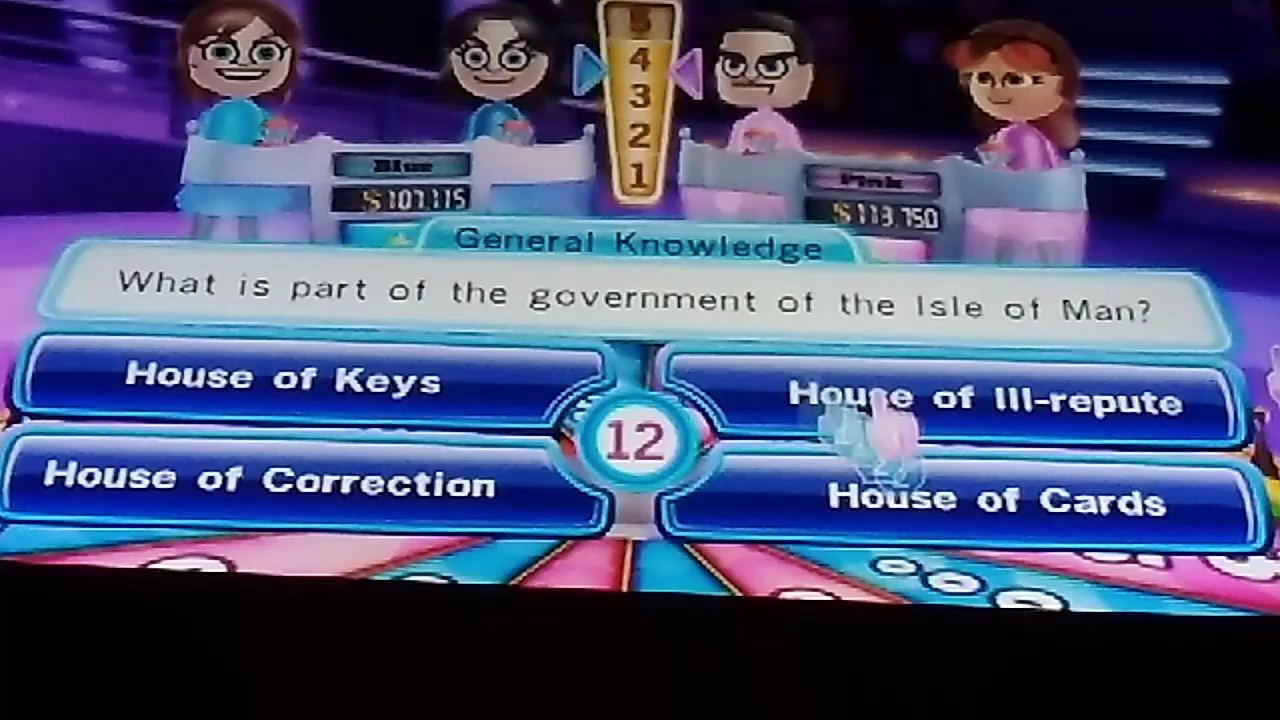 5
4
3
2
1
Blue
Pink
$107,115
$113,750
General Knowledge
What is part of the government of the Isle of Man?
House of Keys
House of Ill-repute
12
House of Correction
House of Cards